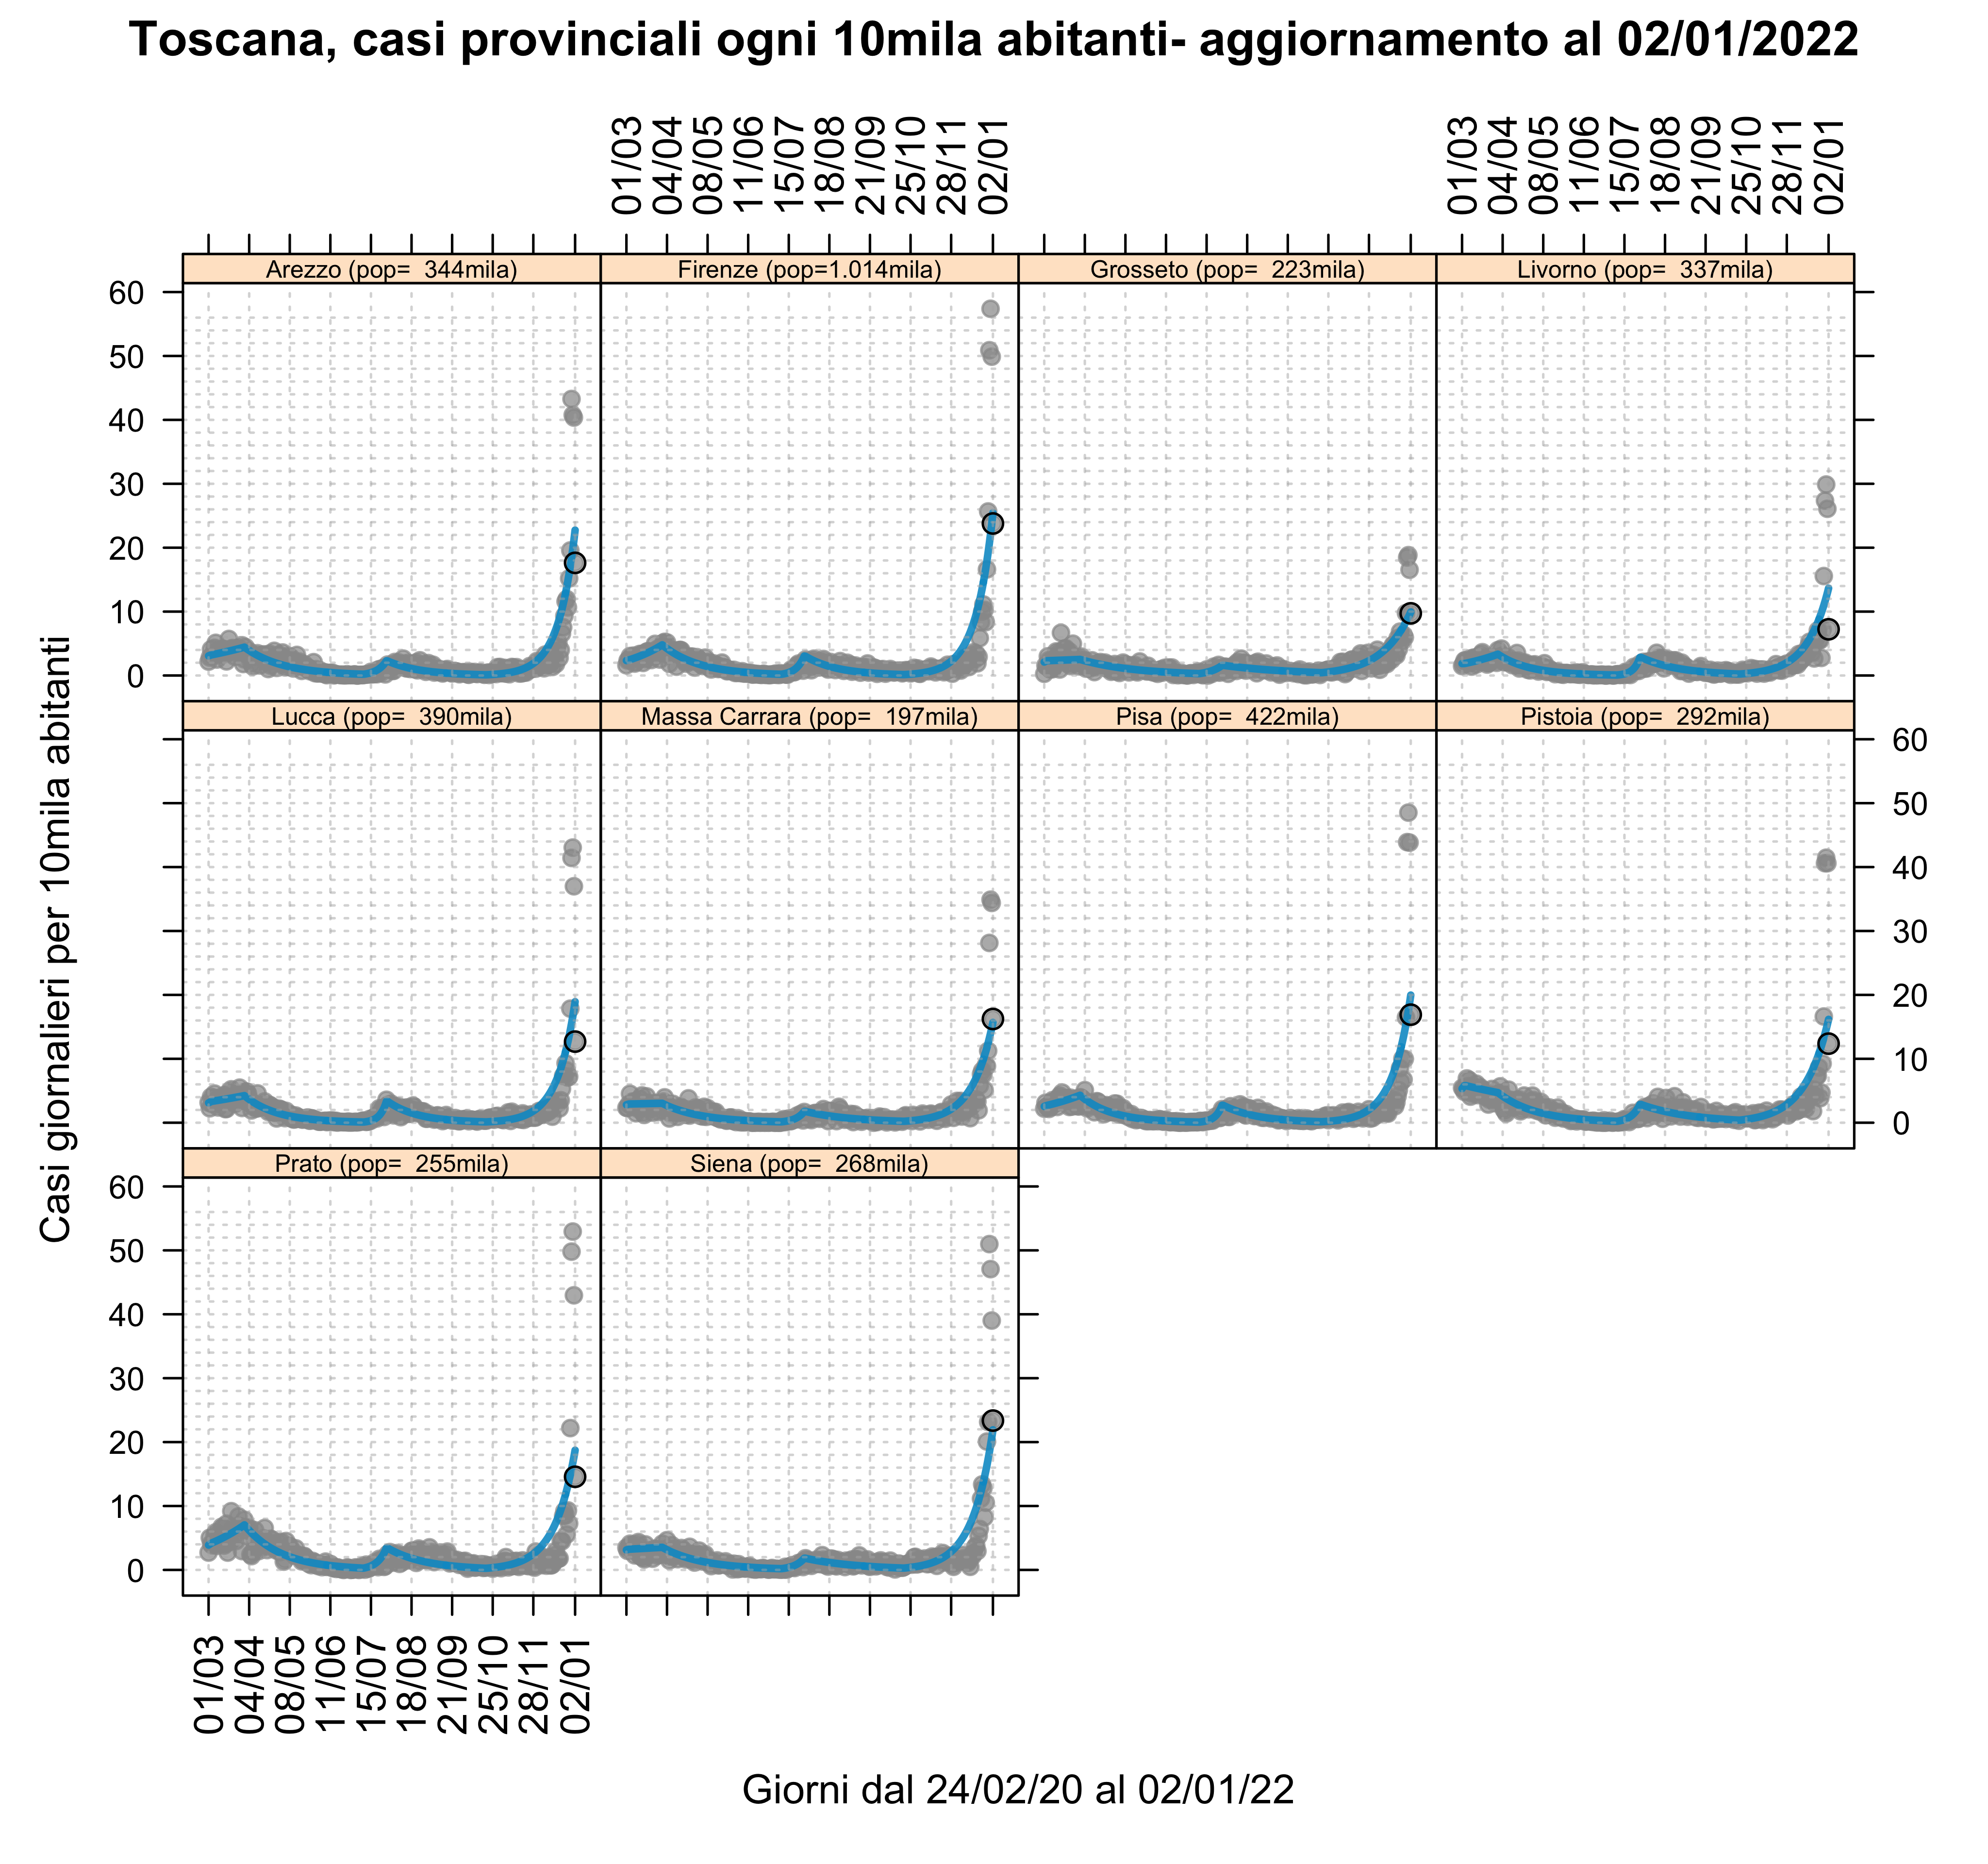 Toscana, casi provinciali ogni 10mila abitanti- aggiornamento al 02/01/2022
01/03 04/04 08/05 11/06 15/07 18/08 21/09 25/10 28/11 02/01
01/03 04/04 08/05 11/06 15/07 18/08 21/09 25/10 28/11 02/01
Arezzo (pop= 344mila)
Firenze (pop=1.014mila)
Grosseto (pop= 223mila)
Livorno (pop= 337mila)
60
50
40
30
20
10
0
Lucca (pop= 390mila)
Massa Carrara (pop= 197mila)
Pisa (pop= 422mila)
Pistoia (pop= 292mila)
60
50
40
30
20
10
0
Casi giornalieri per 10mila abitanti
Prato (pop= 255mila)
Siena (pop= 268mila)
60
50
40
30
20
10
0
01/03 04/04 08/05 11/06 15/07 18/08 21/09 25/10 28/11 02/01
Giorni dal 24/02/20 al 02/01/22